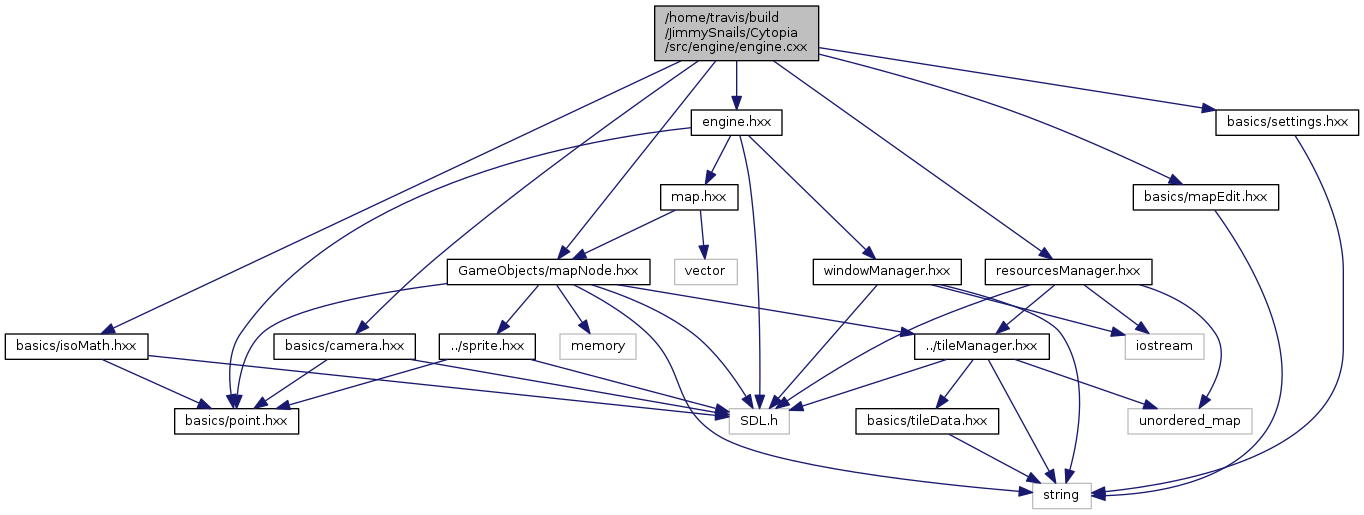 /home/travis/build
/JimmySnails/Cytopia
/src/engine/engine.cxx
engine.hxx
basics/settings.hxx
map.hxx
basics/mapEdit.hxx
vector
GameObjects/mapNode.hxx
windowManager.hxx
resourcesManager.hxx
basics/isoMath.hxx
basics/camera.hxx
../sprite.hxx
memory
../tileManager.hxx
iostream
basics/point.hxx
SDL.h
basics/tileData.hxx
unordered_map
string